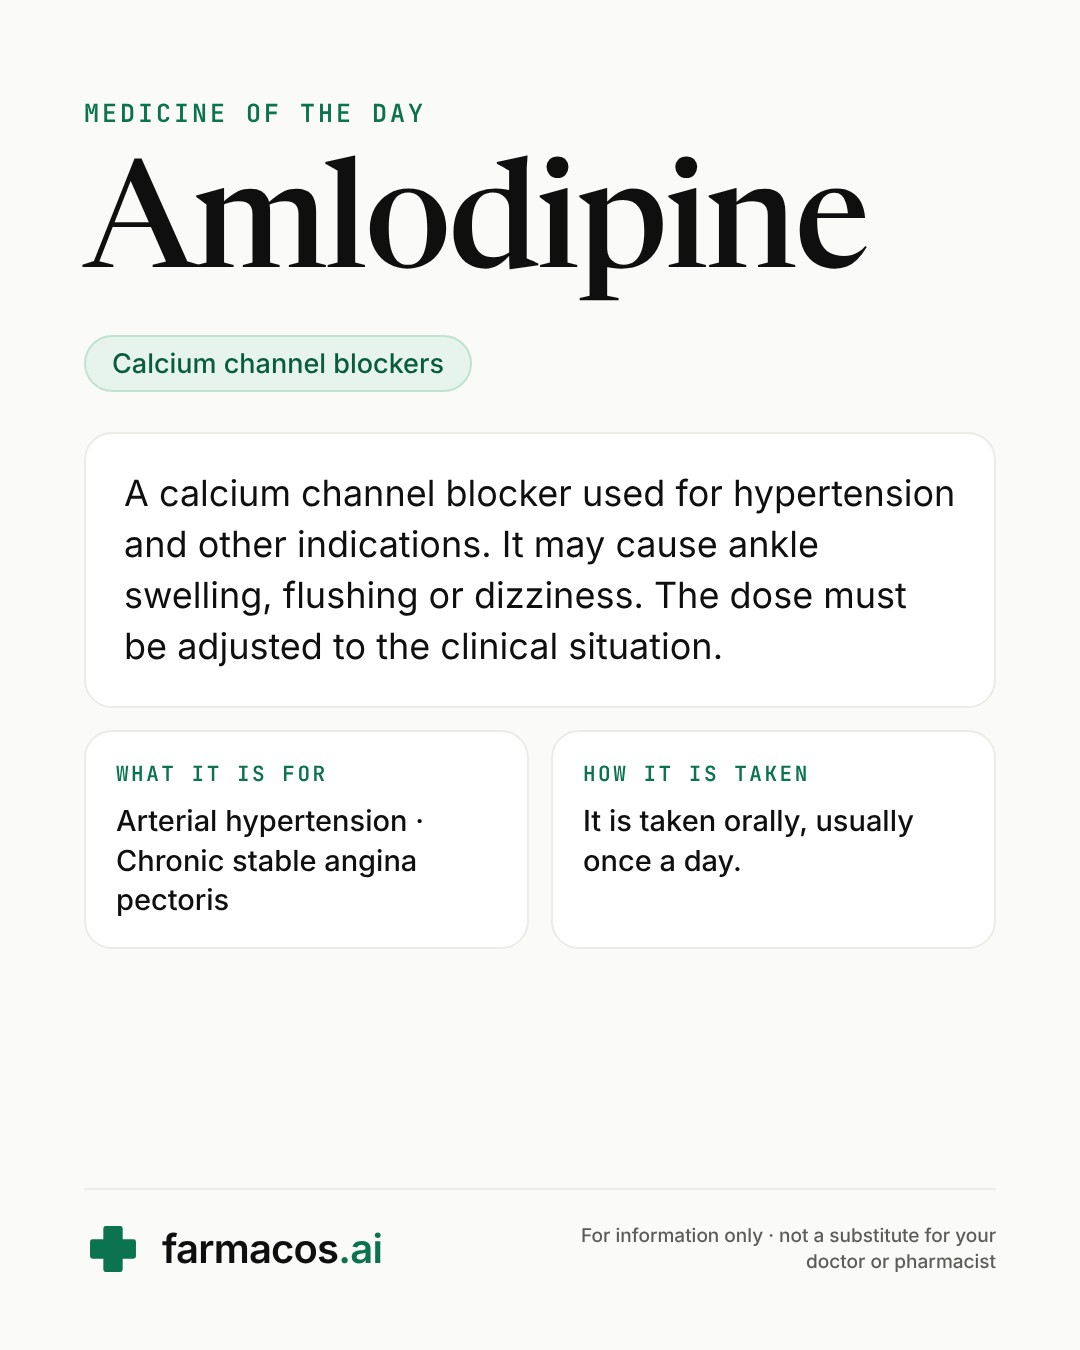 MEDICINE OF THE DAY
Amlodipine
Calcium channel blockers
A calcium channel blocker used for hypertension
and other indications. It may cause ankle
swelling, flushing or dizziness. The dose must
be adjusted to the clinical situation.
WHAT IT IS FOR
Arterial hypertension ·
Chronic stable angina
pectoris
HOW IT IS TAKEN
It is taken orally, usually
once a day.
farmacos.ai
For information only · not a substitute for your
doctor or pharmacist